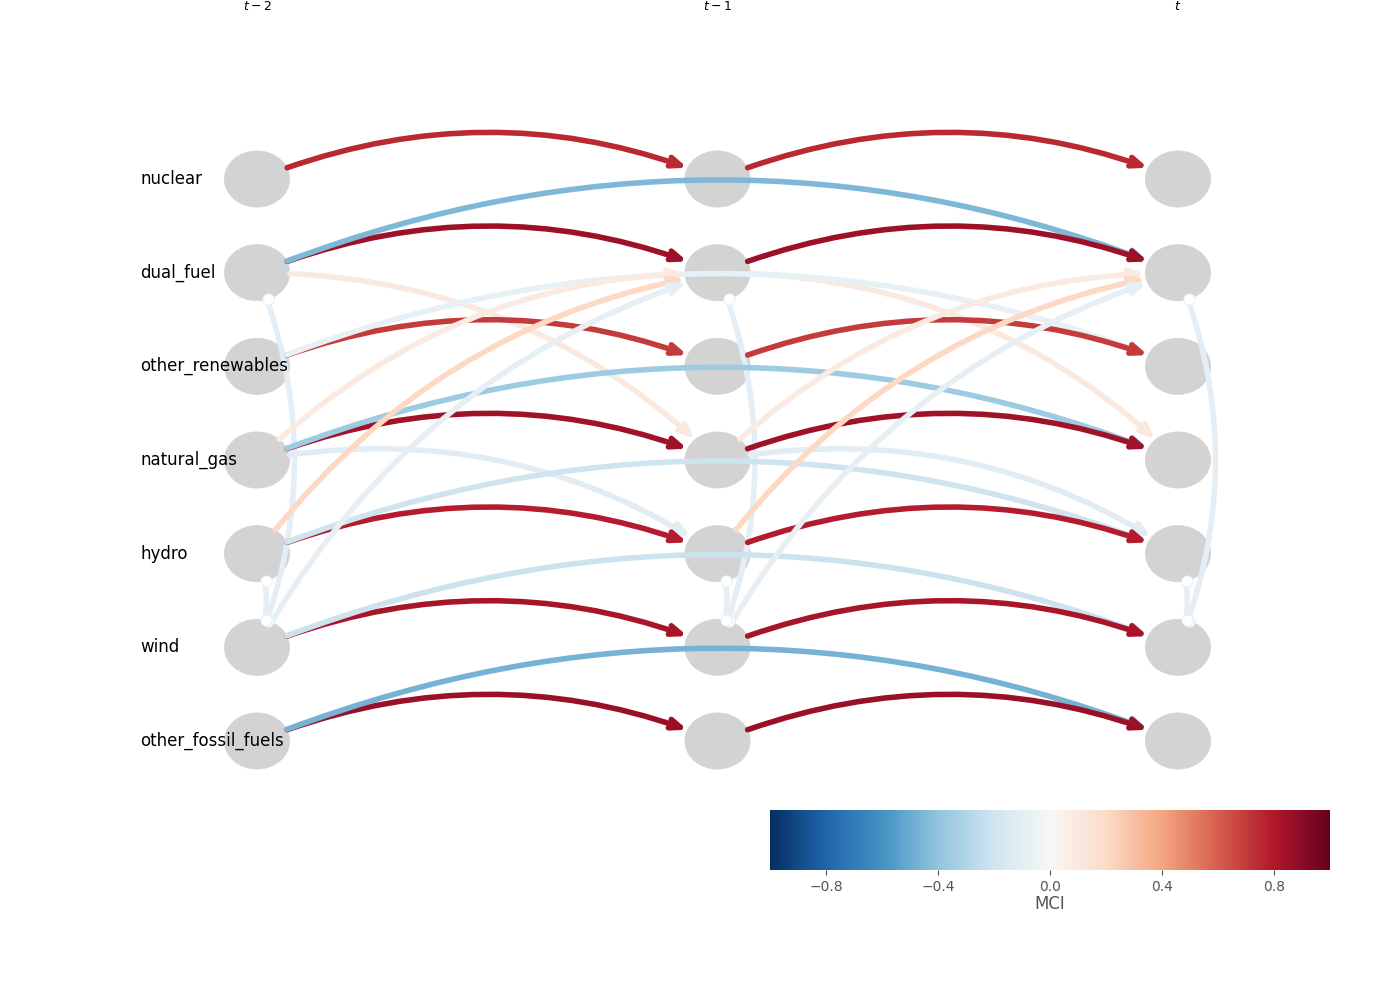 t − 2 t − 1 t
nuclear
dual_fuel
other_renewables
natural_gas
hydro
wind
other_fossil_fuels
−0.8 −0.4 0.0 0.4 0.8
MCI